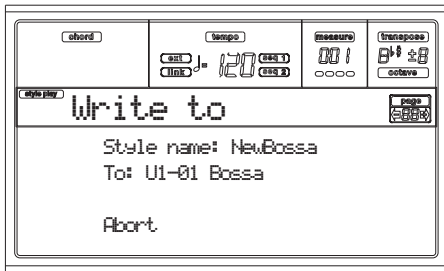 chord tempo measure transpose
ext link ♩= 120 seq 1 seq 2 001 B♭♮ ±8
octave
style play Write to page
88
Style name: NewBossa
To: U1-01 Bossa
Abort